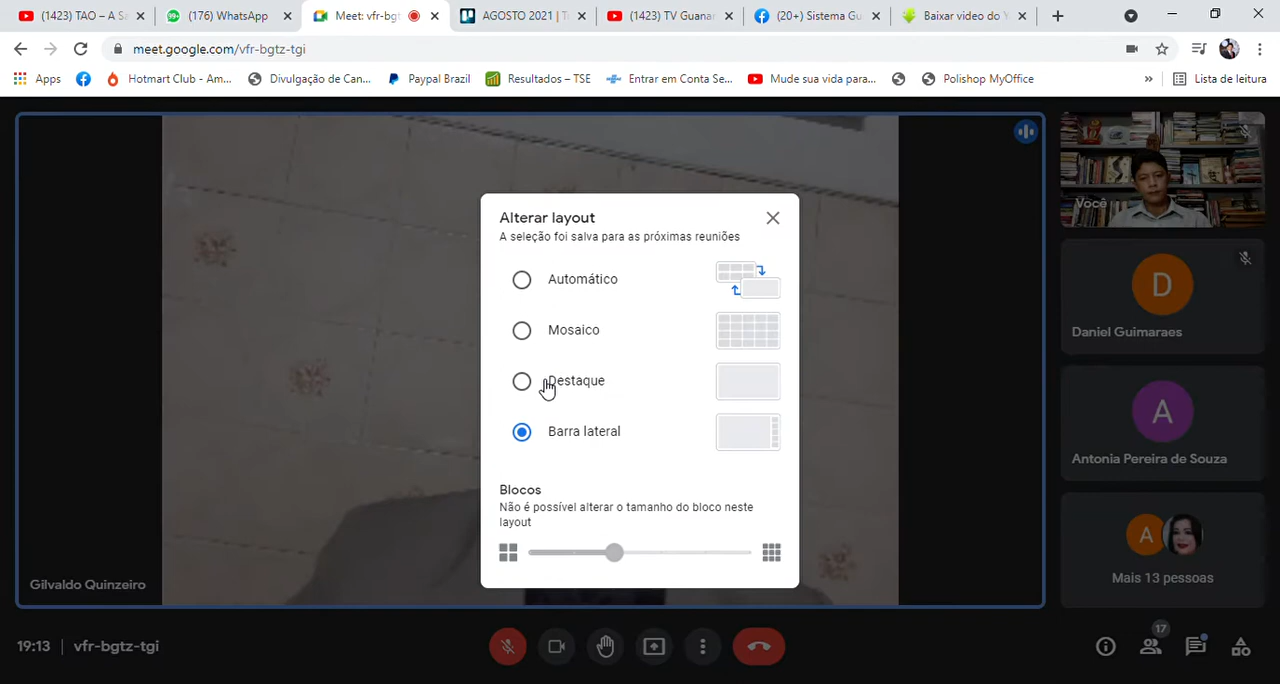 (1423) TAO – A Sa
(176) WhatsApp
Meet: vfr-bgt
AGOSTO 2021 | T
(1423) TV Guana
(20+) Sistema Gu
Baixar video do Y
meet.google.com/vfr-bgtz-tgi
Apps
Hotmart Club - Am...
Divulgação de Can...
Paypal Brazil
Resultados – TSE
Entrar em Conta Se...
Mude sua vida para...
Polishop MyOffice
»
Lista de leitura
Você
Alterar layout
A seleção foi salva para as próximas reuniões
Automático
Mosaico
Destaque
Barra lateral
Blocos
Não é possível alterar o tamanho do bloco neste
layout
D
Daniel Guimaraes
A
Antonia Pereira de Souza
A
Mais 13 pessoas
Gilvaldo Quinzeiro
19:13 | vfr-bgtz-tgi
17